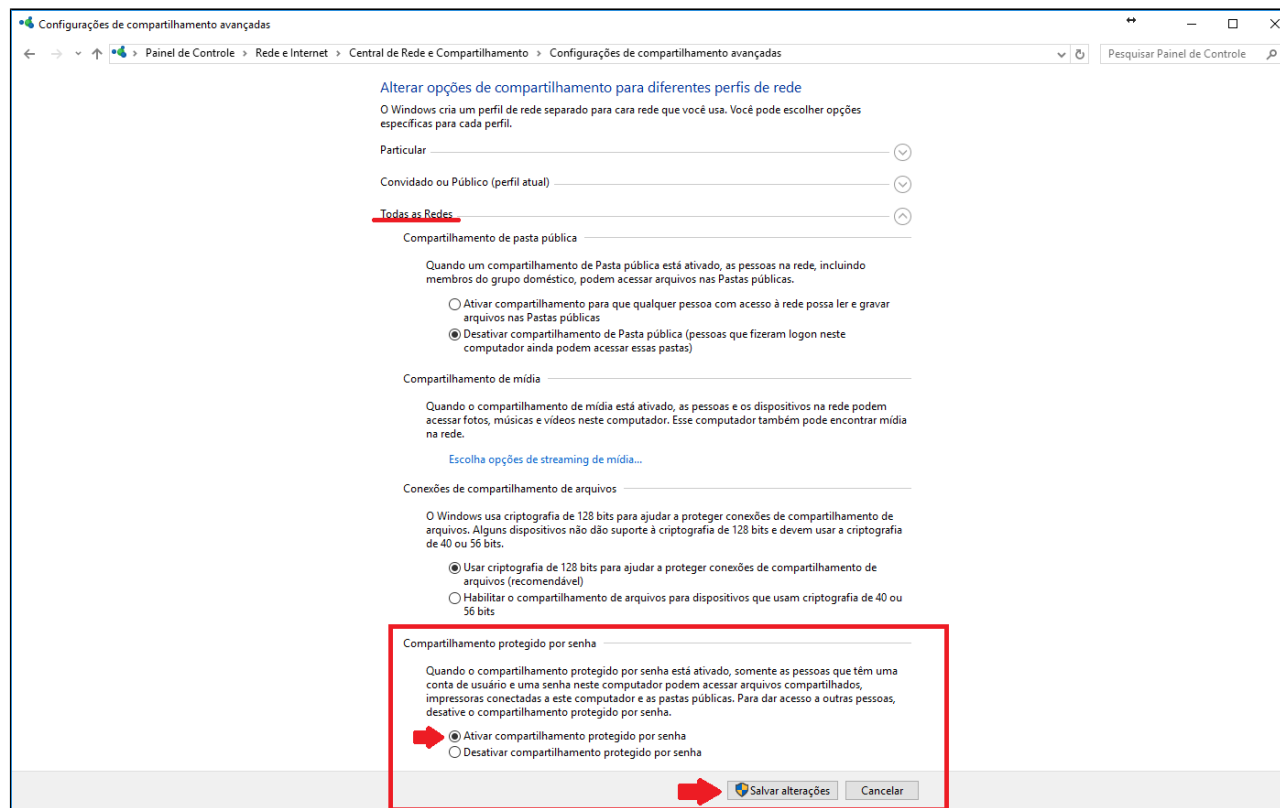 Configurações de compartilhamento avançadas
Painel de Controle > Rede e Internet > Central de Rede e Compartilhamento > Configurações de compartilhamento avançadas
Pesquisar Painel de Controle
Alterar opções de compartilhamento para diferentes perfis de rede
O Windows cria um perfil de rede separado para cara rede que você usa. Você pode escolher opções
específicas para cada perfil.
Particular
Convidado ou Público (perfil atual)
Todas as Redes
Compartilhamento de pasta pública
Quando um compartilhamento de Pasta pública está ativado, as pessoas na rede, incluindo
membros do grupo doméstico, podem acessar arquivos nas Pastas públicas.
Ativar compartilhamento para que qualquer pessoa com acesso à rede possa ler e gravar
arquivos nas Pastas públicas
Desativar compartilhamento de Pasta pública (pessoas que fizeram logon neste
computador ainda podem acessar essas pastas)
Compartilhamento de mídia
Quando o compartilhamento de mídia está ativado, as pessoas e os dispositivos na rede podem
acessar fotos, músicas e vídeos neste computador. Esse computador também pode encontrar mídia
na rede.
Escolha opções de streaming de mídia...
Conexões de compartilhamento de arquivos
O Windows usa criptografia de 128 bits para ajudar a proteger conexões de compartilhamento de
arquivos. Alguns dispositivos não dão suporte à criptografia de 128 bits e devem usar a criptografia
de 40 ou 56 bits.
Usar criptografia de 128 bits para ajudar a proteger conexões de compartilhamento de
arquivos (recomendável)
Habilitar o compartilhamento de arquivos para dispositivos que usam criptografia de 40 ou
56 bits
Compartilhamento protegido por senha
Quando o compartilhamento protegido por senha está ativado, somente as pessoas que têm uma
conta de usuário e uma senha neste computador podem acessar arquivos compartilhados,
impressoras conectadas a este computador e as pastas públicas. Para dar acesso a outras pessoas,
desative o compartilhamento protegido por senha.
Ativar compartilhamento protegido por senha
Desativar compartilhamento protegido por senha
Salvar alterações
Cancelar